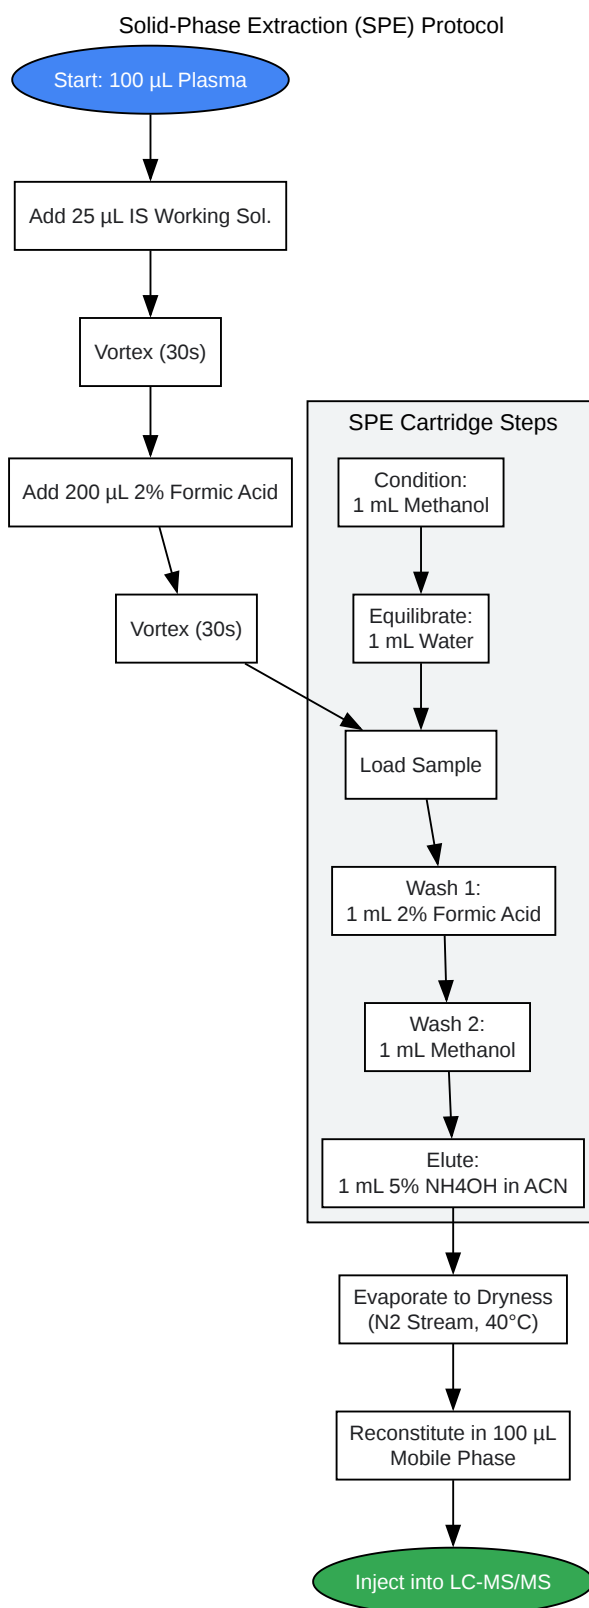 Solid-Phase Extraction (SPE) Protocol
Start: 100 µL Plasma
Add 25 µL IS Working Sol.
Vortex (30s)
Add 200 µL 2% Formic Acid
Vortex (30s)
SPE Cartridge Steps
Condition:
1 mL Methanol
Equilibrate:
1 mL Water
Load Sample
Wash 1:
1 mL 2% Formic Acid
Wash 2:
1 mL Methanol
Elute:
1 mL 5% NH4OH in ACN
Evaporate to Dryness
(N2 Stream, 40°C)
Reconstitute in 100 µL
Mobile Phase
Inject into LC-MS/MS